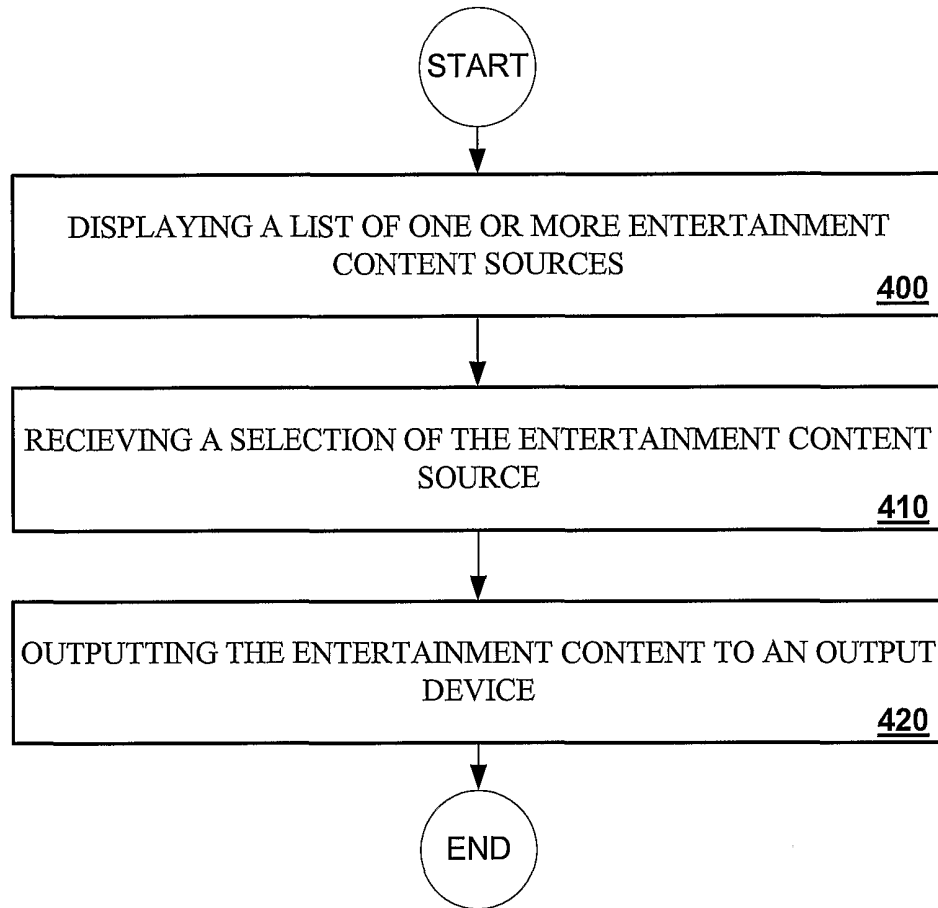 START
DISPLAYING A LIST OF ONE OR MORE ENTERTAINMENT
CONTENT SOURCES
400
RECIEVING A SELECTION OF THE ENTERTAINMENT CONTENT
SOURCE
410
OUTPUTTING THE ENTERTAINMENT CONTENT TO AN OUTPUT
DEVICE
420
END